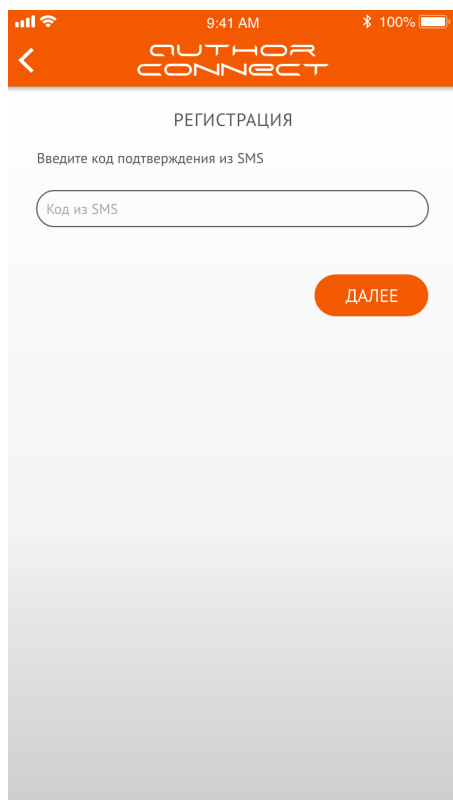 9:41 AM
100%
AUTHOR
CONNECT
РЕГИСТРАЦИЯ
Введите код подтверждения из SMS
Код из SMS
ДАЛЕЕ